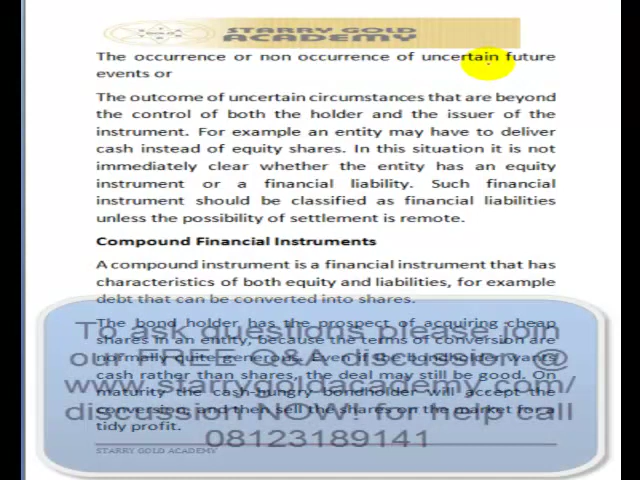 STARRY GOLD
ACADEMY
The occurrence or non occurrence of uncertain future
events or
The outcome of uncertain circumstances that are beyond
the control of both the holder and the issuer of the
instrument. For example an entity may have to deliver
cash instead of equity shares. In this situation it is not
immediately clear whether the entity has an equity
instrument or a financial liability. Such financial
instrument should be classified as financial liabilities
unless the possibility of settlement is remote.
Compound Financial Instruments
A compound instrument is a financial instrument that has
characteristics of both equity and liabilities, for example
debt that can be converted into shares.
The bond holder has the prospect of acquiring cheap
shares in an entity, because the terms of conversion are
normally quite generous. Even if the bondholder wants
cash rather than shares, the deal may still be good. On
maturity the cash-hungry bondholder will accept the
conversion, and then sell the shares on the market for a
tidy profit.
To ask questions please join
our FREE Q&A discussions @
www.starrygoldacademy.com/
discussion NOW! for help call
08123189141
STARRY GOLD ACADEMY